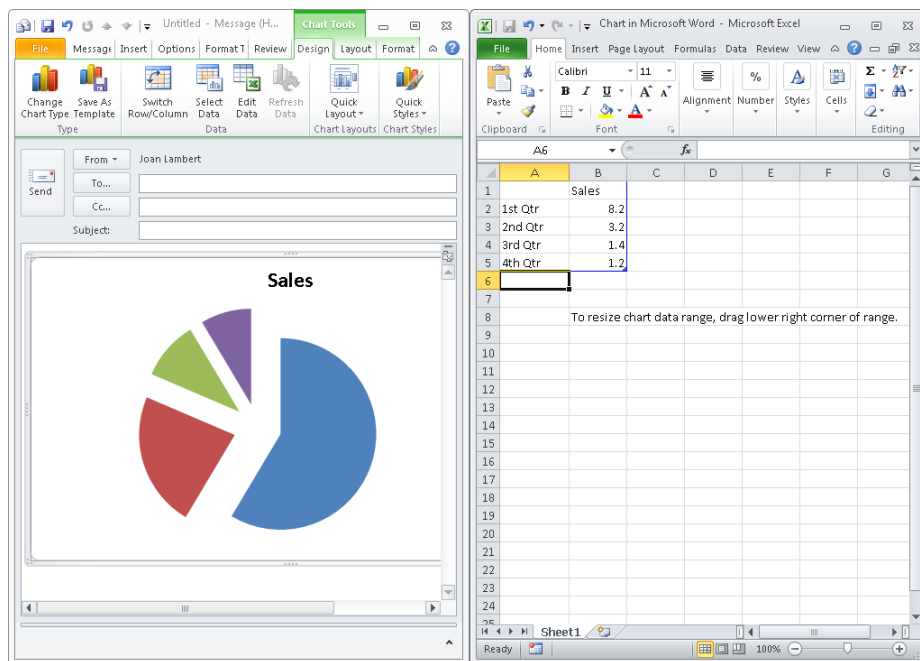 Untitled - Message (H...
Chart Tools
File Messag Insert Options Format T Review Design Layout Format
Change Chart Type
Save As Template
Switch Row/Column
Select Data
Edit Data
Refresh Data
Quick Layout
Quick Styles
Type Data Chart Layouts Chart Styles
Send
From
Joan Lambert
To...
Cc...
Subject:
Sales
Chart in Microsoft Word - Microsoft Excel
File Home Insert Page Layout Formulas Data Review View
Paste
Calibri 11
B I U A A
A
Alignment Number Styles Cells
Clipboard Font Editing
A6 fx
A B C D E F G
1 Sales
2 1st Qtr 8.2
3 2nd Qtr 3.2
4 3rd Qtr 1.4
5 4th Qtr 1.2
6
7
8 To resize chart data range, drag lower right corner of range.
9
10
11
12
13
14
15
16
17
18
19
20
21
22
23
24
25
Sheet1
Ready 100%